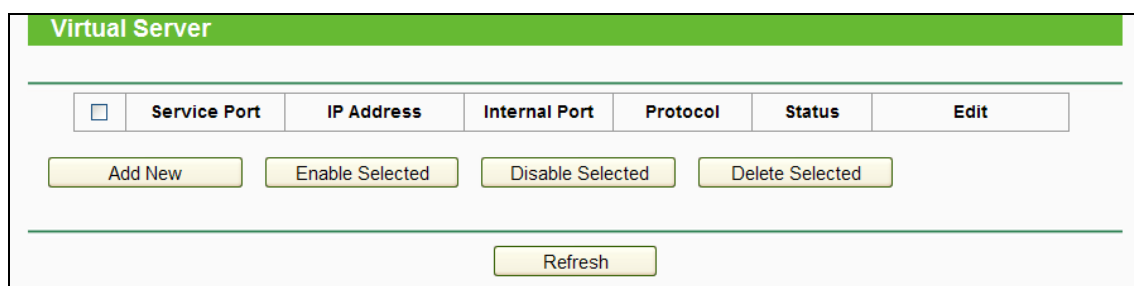 Virtual Server
Service Port IP Address Internal Port Protocol Status Edit
Add New Enable Selected Disable Selected Delete Selected
Refresh